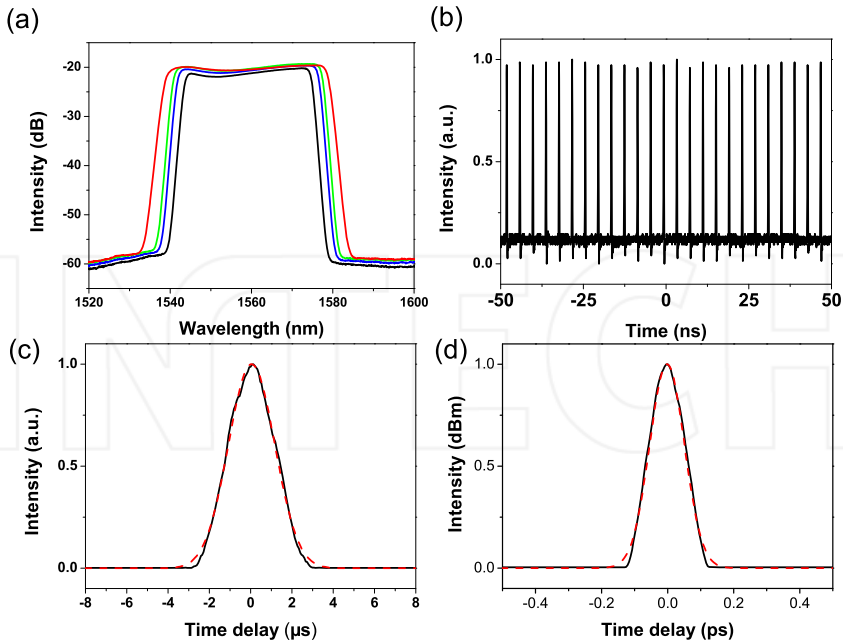 (a)
Intensity (dB)
-20
-30
-40
-50
-60
1520
1540
1560
1580
1600
Wavelength (nm)
(b)
Intensity (a.u.)
1.0
0.5
0.0
-50
-25
0
25
50
Time (ns)
(c)
Intensity (a.u.)
1.0
0.5
0.0
-8
-6
-4
-2
0
2
4
6
8
Time delay (µs)
(d)
Intensity (dBm)
1.0
0.5
0.0
-0.4
-0.2
0.0
0.2
0.4
Time delay (ps)
INTECH